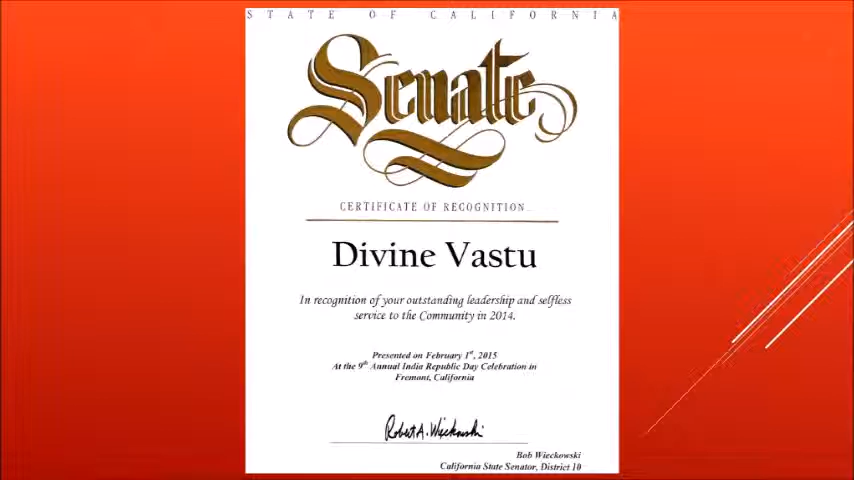 STATE OF CALIFORNIA
Senate
CERTIFICATE OF RECOGNITION
Divine Vastu
In recognition of your outstanding leadership and selfless
service to the Community in 2014.
Presented on February 1st, 2015
At the 9th Annual India Republic Day Celebration in
Fremont, California
Robert A. Wieckowski
Bob Wieckowski
California State Senator, District 10